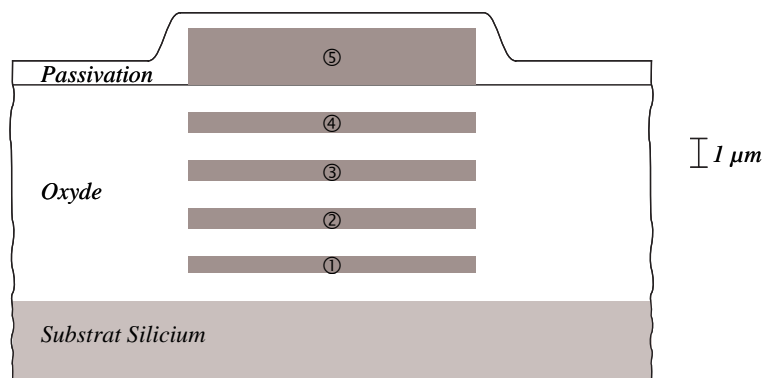 ⑤
Passivation
④
1 µm
③
Oxyde
②
①
Substrat Silicium